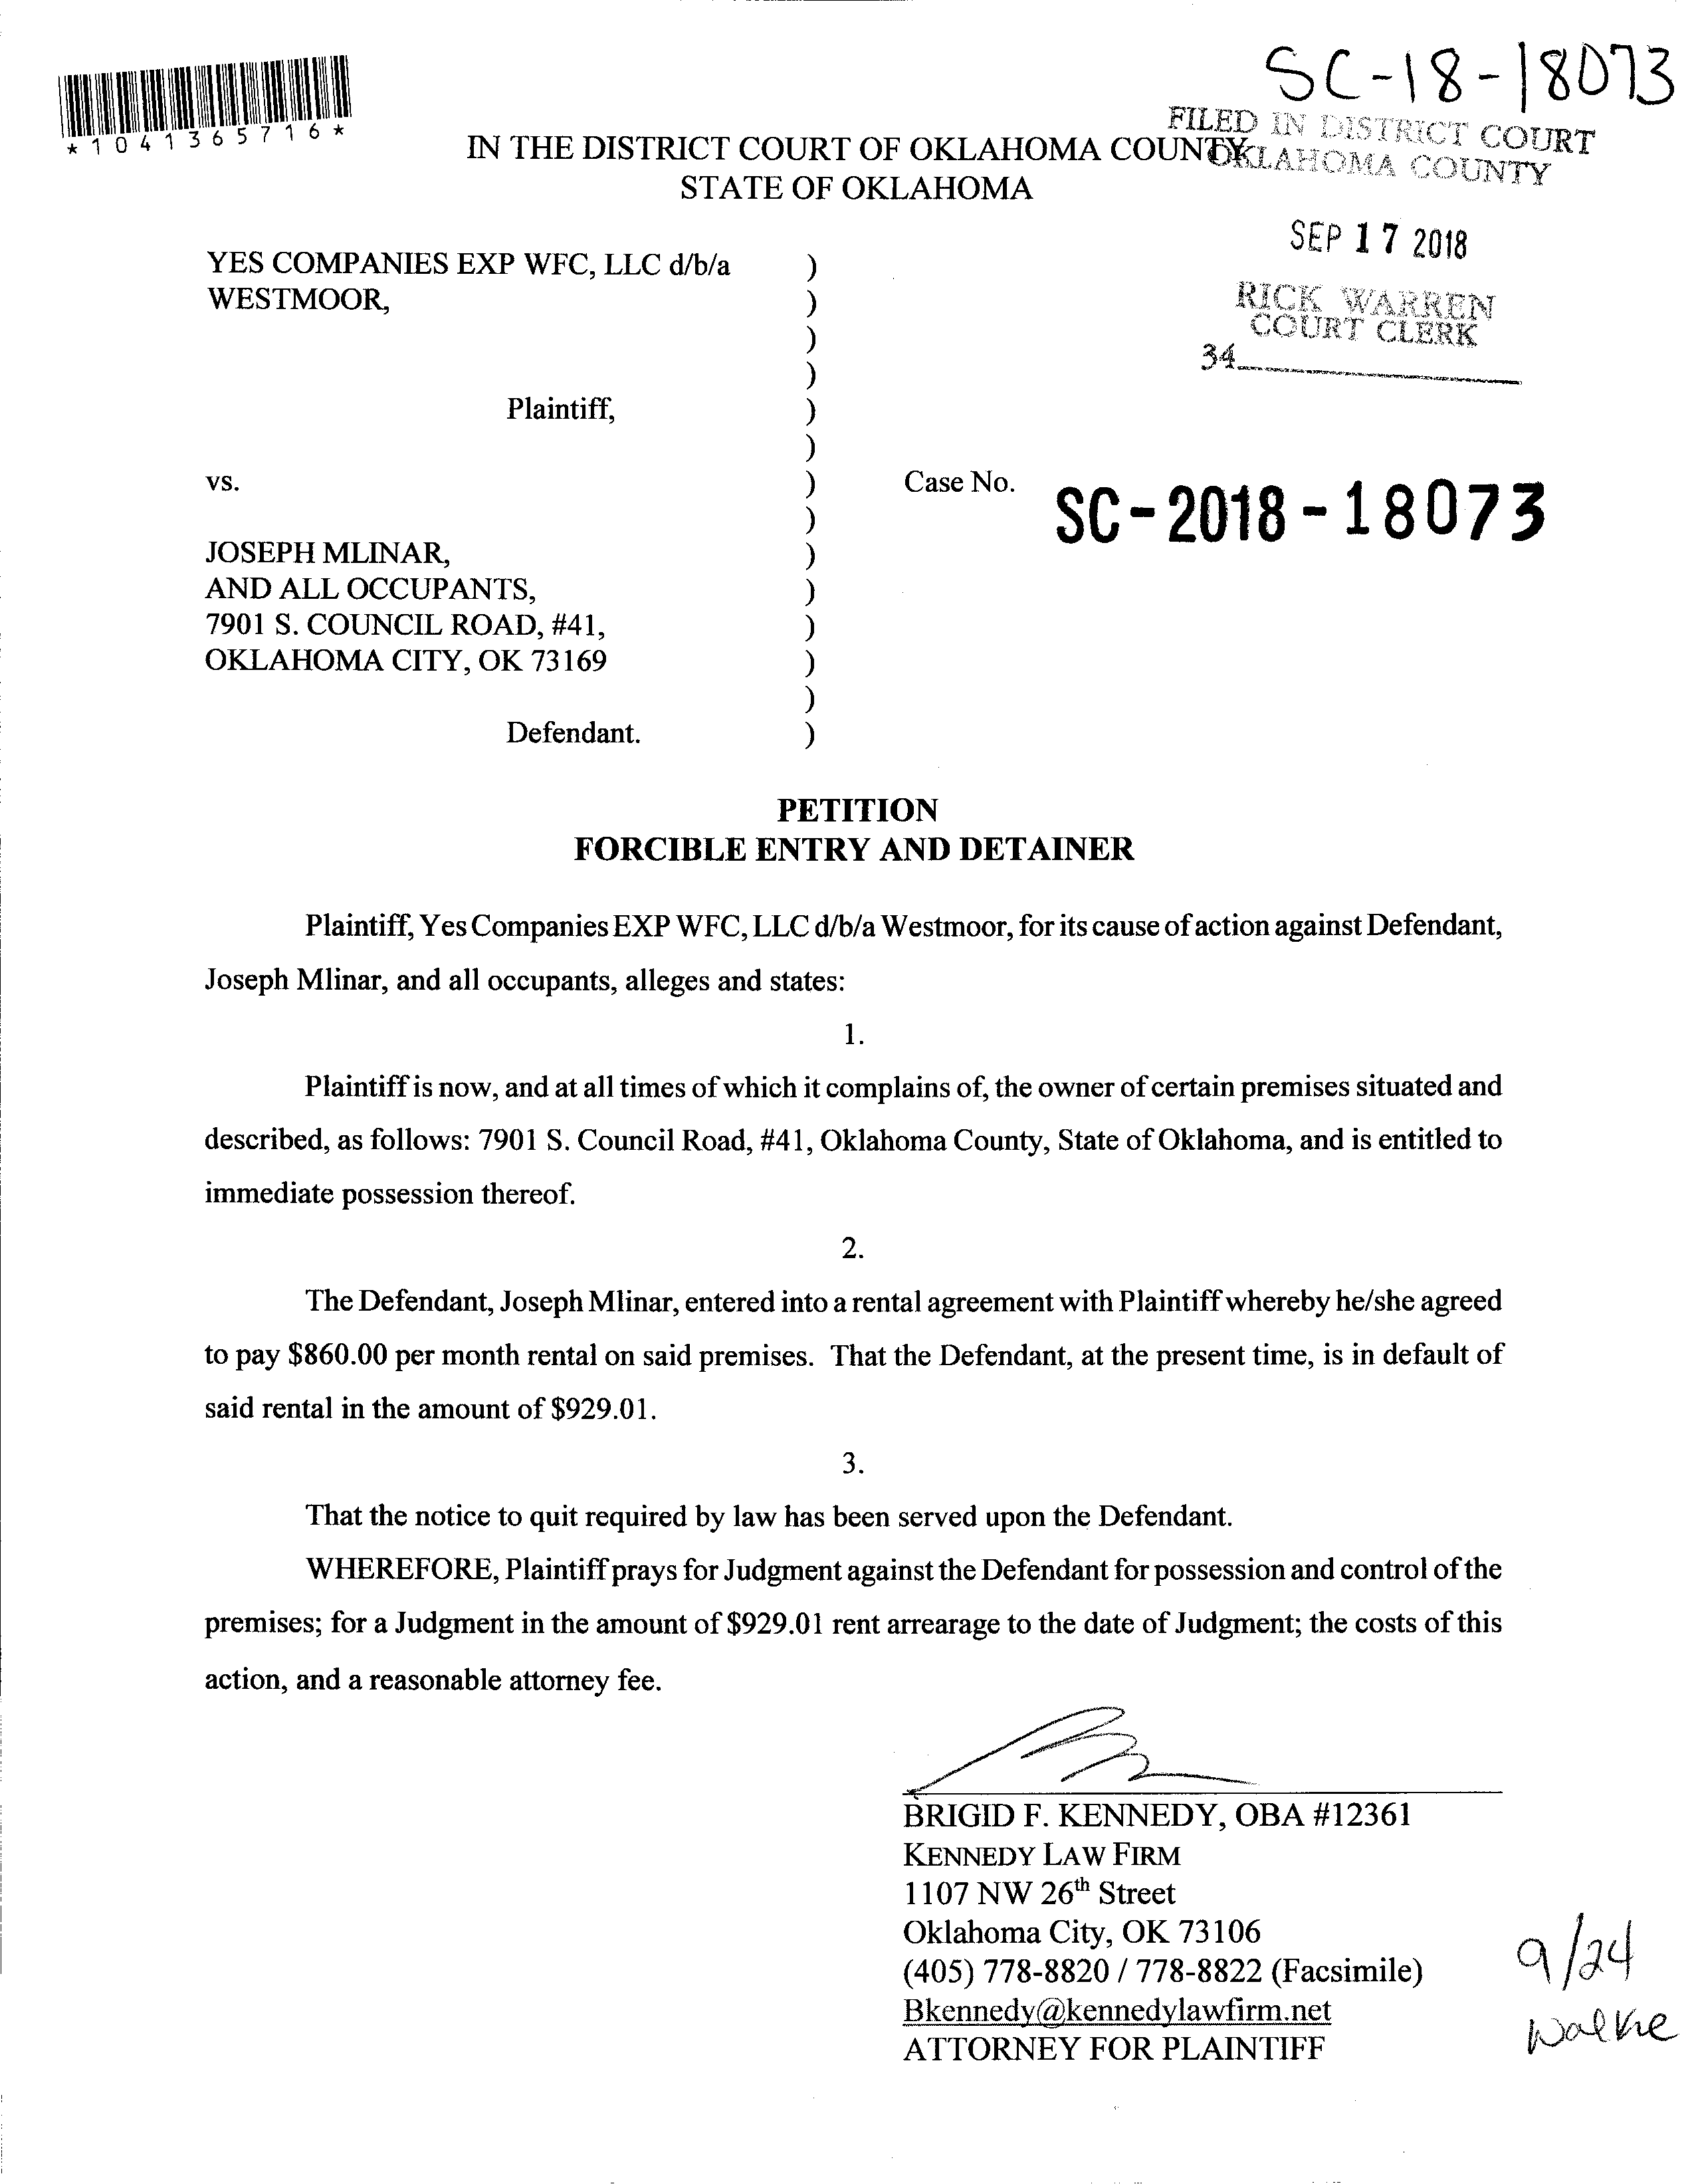 SC-18-18073
*1041365716*
FILED IN DISTRICT COURT
OKLAHOMA COUNTY
IN THE DISTRICT COURT OF OKLAHOMA COUNTY
STATE OF OKLAHOMA
SEP 17 2018
RICK WARREN
COURT CLERK
34
YES COMPANIES EXP WFC, LLC d/b/a )
WESTMOOR, )
)
)
Plaintiff, )
)
vs. ) Case No. SC-2018-18073
)
JOSEPH MLINAR, )
AND ALL OCCUPANTS, )
7901 S. COUNCIL ROAD, #41, )
OKLAHOMA CITY, OK 73169 )
)
Defendant. )
PETITION
FORCIBLE ENTRY AND DETAINER
Plaintiff, Yes Companies EXP WFC, LLC d/b/a Westmoor, for its cause of action against Defendant,
Joseph Mlinar, and all occupants, alleges and states:
1.
Plaintiff is now, and at all times of which it complains of, the owner of certain premises situated and
described, as follows: 7901 S. Council Road, #41, Oklahoma County, State of Oklahoma, and is entitled to
immediate possession thereof.
2.
The Defendant, Joseph Mlinar, entered into a rental agreement with Plaintiff whereby he/she agreed
to pay $860.00 per month rental on said premises. That the Defendant, at the present time, is in default of
said rental in the amount of $929.01.
3.
That the notice to quit required by law has been served upon the Defendant.
WHEREFORE, Plaintiff prays for Judgment against the Defendant for possession and control of the
premises; for a Judgment in the amount of $929.01 rent arrearage to the date of Judgment; the costs of this
action, and a reasonable attorney fee.
BRIGID F. KENNEDY, OBA #12361
KENNEDY LAW FIRM
1107 NW 26th Street
Oklahoma City, OK 73106
(405) 778-8820 / 778-8822 (Facsimile)
Bkennedy@kennedylawfirm.net
ATTORNEY FOR PLAINTIFF
9/24
Walke